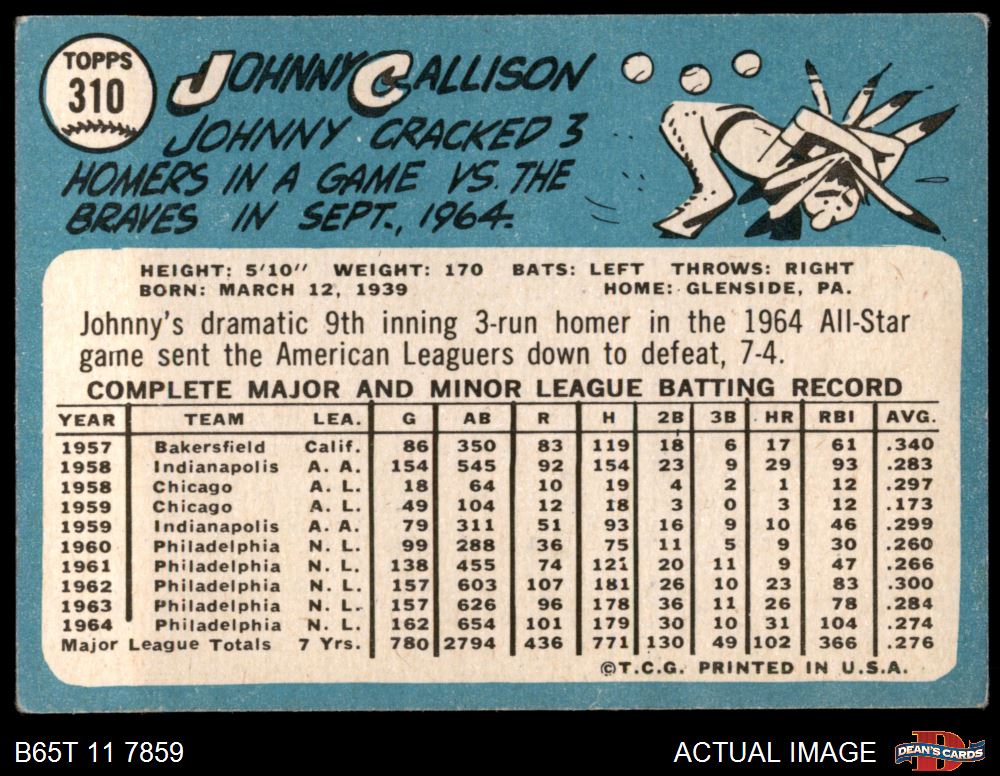 TOPPS
310
JOHNNY CALLISON
JOHNNY CRACKED 3
HOMERS IN A GAME VS. THE
BRAVES IN SEPT., 1964.
HEIGHT: 5'10" WEIGHT: 170 BATS: LEFT THROWS: RIGHT
BORN: MARCH 12, 1939 HOME: GLENSIDE, PA.
Johnny's dramatic 9th inning 3-run homer in the 1964 All-Star
game sent the American Leaguers down to defeat, 7-4.
COMPLETE MAJOR AND MINOR LEAGUE BATTING RECORD
YEAR TEAM LEA. G AB R H 2B 3B HR RBI AVG.
1957 Bakersfield Calif. 86 350 83 119 18 6 17 61 .340
1958 Indianapolis A. A. 154 545 92 154 23 9 29 93 .283
1958 Chicago A. L. 18 64 10 19 4 2 1 12 .297
1959 Chicago A. L. 49 104 12 18 3 0 3 12 .173
1959 Indianapolis A. A. 79 311 51 93 16 9 10 46 .299
1960 Philadelphia N. L. 99 288 36 75 11 5 9 30 .260
1961 Philadelphia N. L. 138 455 74 121 20 11 9 47 .266
1962 Philadelphia N. L. 157 603 107 181 26 10 23 83 .300
1963 Philadelphia N. L. 157 626 96 178 36 11 26 78 .284
1964 Philadelphia N. L. 162 654 101 179 30 10 31 104 .274
Major League Totals 7 Yrs. 780 2794 436 771 130 49 102 366 .276
©T.C.G. PRINTED IN U.S.A.
B65T 11 7859 ACTUAL IMAGE
D
DEAN'S CARDS